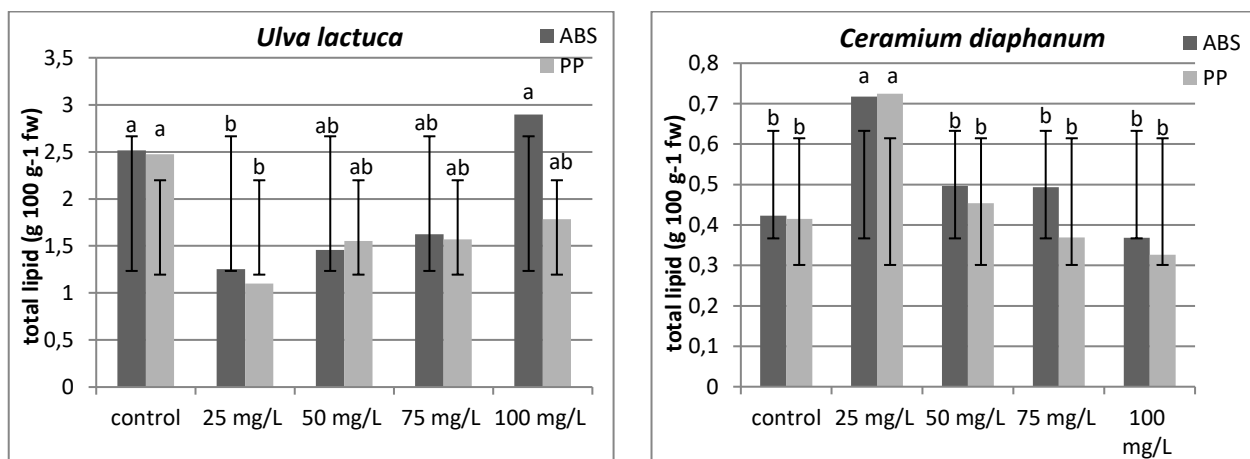 Ulva lactuca
ABS
PP
total lipid (g 100 g-1 fw)
3,5
3
2,5
2
1,5
1
0,5
0
a a b b ab ab ab ab a ab
control 25 mg/L 50 mg/L 75 mg/L 100 mg/L
Ceramium diaphanum
ABS
PP
total lipid (g 100 g-1 fw)
0,8
0,7
0,6
0,5
0,4
0,3
0,2
0,1
0
b b a a b b b b b b
control 25 mg/L 50 mg/L 75 mg/L 100
mg/L